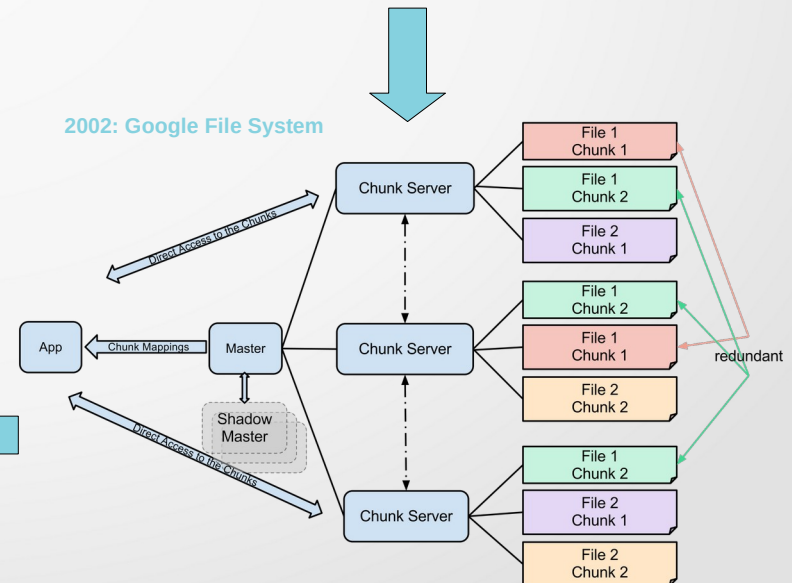 2002: Google File System
Direct Access to the Chunks
App
Chunk Mappings
Master
Shadow
Master
Direct Access to the Chunks
Chunk Server
File 1
Chunk 1
File 1
Chunk 2
File 2
Chunk 1
Chunk Server
File 1
Chunk 2
File 1
Chunk 1
File 2
Chunk 2
redundant
Chunk Server
File 1
Chunk 2
File 2
Chunk 1
File 2
Chunk 2